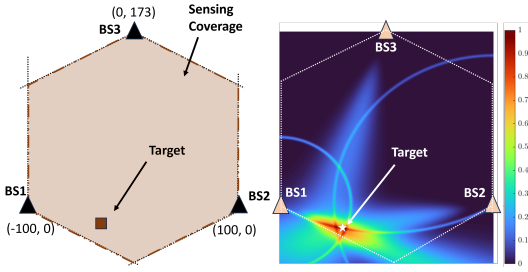 (0, 173)
BS3
Sensing
Coverage
Target
BS1
BS2
(-100, 0)
(100, 0)
BS3
Target
BS1
BS2
1
0.9
0.8
0.7
0.6
0.5
0.4
0.3
0.2
0.1
0